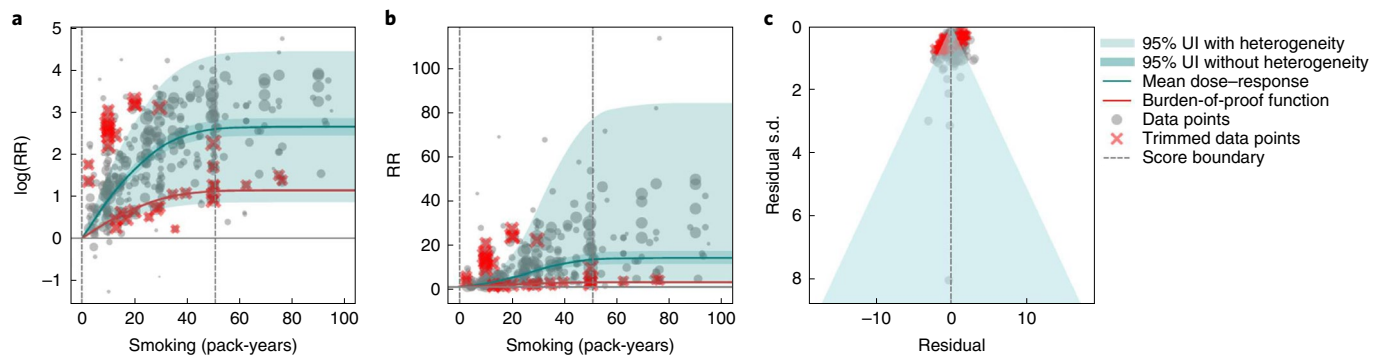 a
5
4
3
2
1
0
−1
log(RR)
0
20
40
60
80
100
Smoking (pack-years)
b
100
80
60
40
20
0
RR
0
20
40
60
80
100
Smoking (pack-years)
c
0
2
4
6
8
Residual s.d.
−10
0
10
Residual
95% UI with heterogeneity
95% UI without heterogeneity
Mean dose–response
Burden-of-proof function
Data points
Trimmed data points
Score boundary